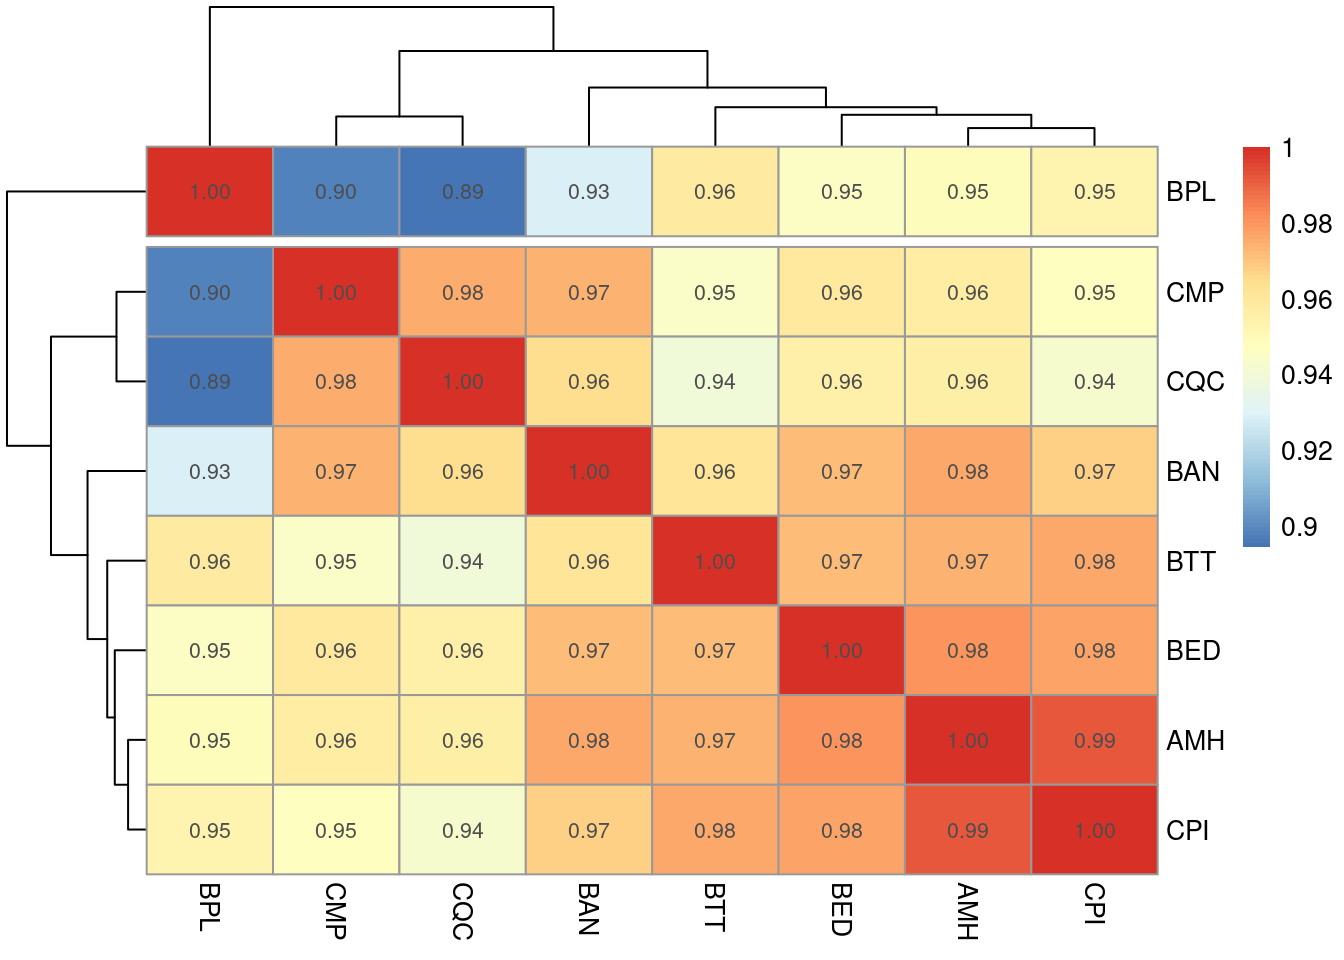 1.00 0.90 0.89 0.93 0.96 0.95 0.95 0.95 BPL
0.90 1.00 0.98 0.97 0.95 0.96 0.96 0.95 CMP
0.89 0.98 1.00 0.96 0.94 0.96 0.96 0.94 CQC
0.93 0.97 0.96 1.00 0.96 0.97 0.98 0.97 BAN
0.96 0.95 0.94 0.96 1.00 0.97 0.97 0.98 BTT
0.95 0.96 0.96 0.97 0.97 1.00 0.98 0.98 BED
0.95 0.96 0.96 0.98 0.97 0.98 1.00 0.99 AMH
0.95 0.95 0.94 0.97 0.98 0.98 0.99 1.00 CPI
BPL CMP CQC BAN BTT BED AMH CPI
1
0.98
0.96
0.94
0.92
0.9